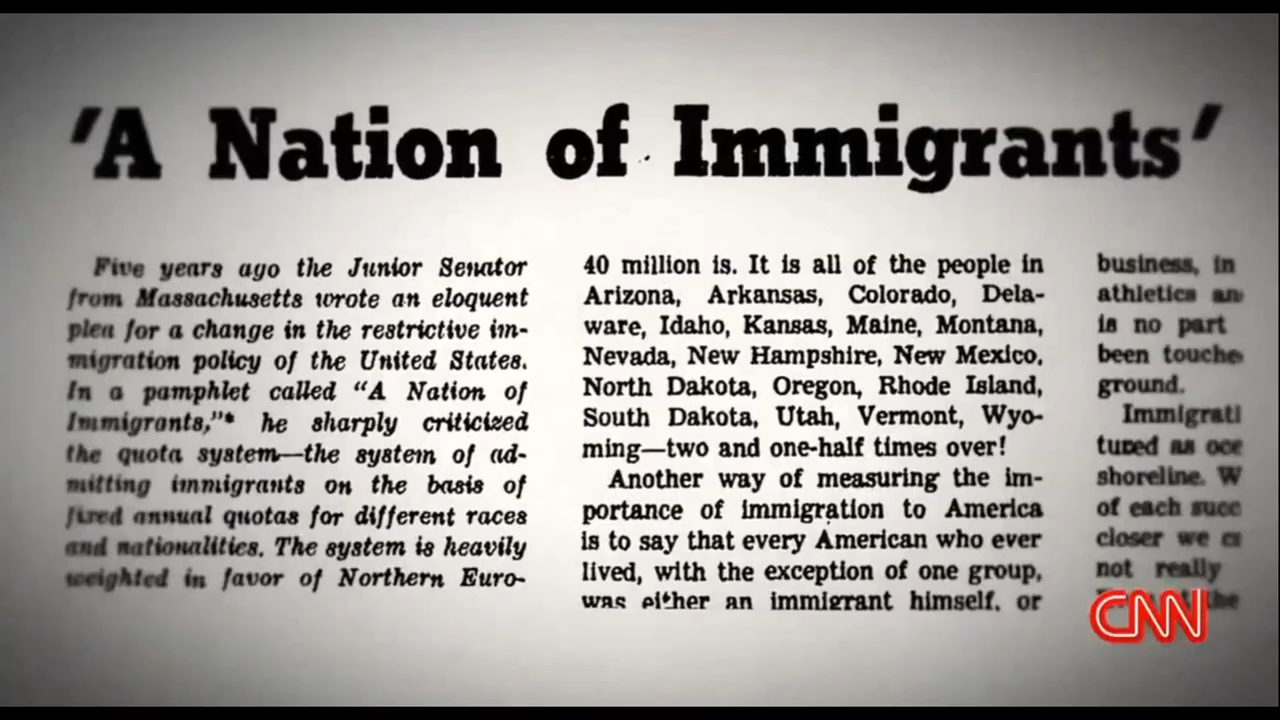 'A Nation of Immigrants'
Five years ago the Junior Senator
from Massachusetts wrote an eloquent
plea for a change in the restrictive im-
migration policy of the United States.
In a pamphlet called "A Nation of
Immigrants,"* he sharply criticized
the quota system—the system of ad-
mitting immigrants on the basis of
fixed annual quotas for different races
and nationalities. The system is heavily
weighted in favor of Northern Euro-
40 million is. It is all of the people in
Arizona, Arkansas, Colorado, Dela-
ware, Idaho, Kansas, Maine, Montana,
Nevada, New Hampshire, New Mexico,
North Dakota, Oregon, Rhode Island,
South Dakota, Utah, Vermont, Wyo-
ming—two and one-half times over!
Another way of measuring the im-
portance of immigration to America
is to say that every American who ever
lived, with the exception of one group,
was either an immigrant himself, or
business, in
athletics an
is no part
been touche
ground.
Immigrati
tured as
shoreline. W
of each succ
closer we
not really
the
CNN